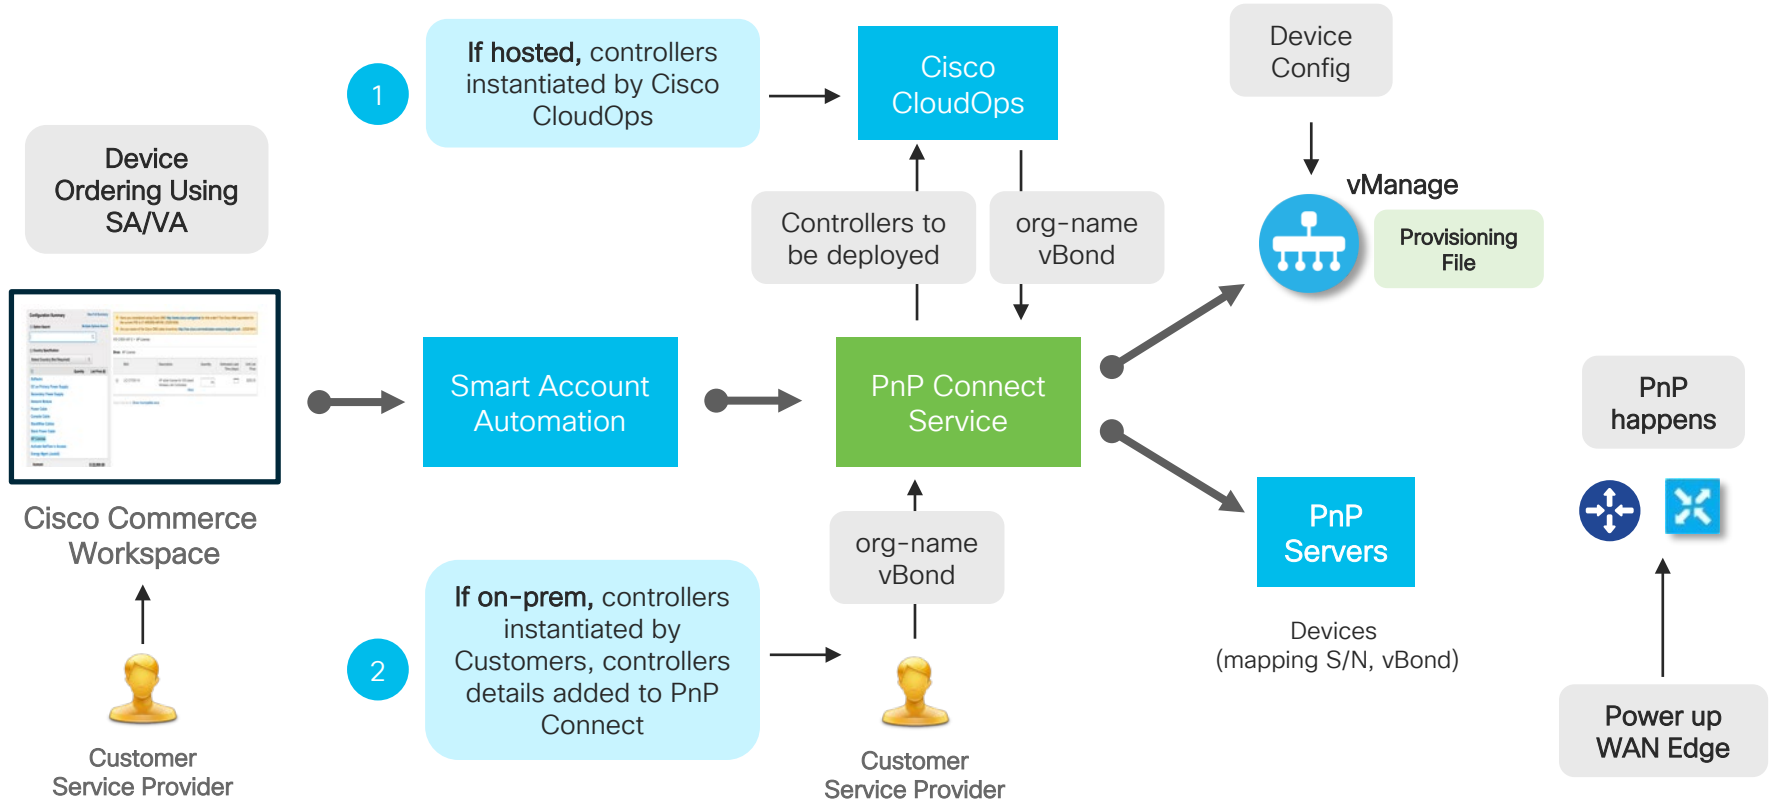 1
If hosted, controllers
instantiated by Cisco
CloudOps
Cisco
CloudOps
Device
Config
Device
Ordering Using
SA/VA
Controllers to
be deployed
org-name
vBond
vManage
Provisioning
File
Configuration Summary
Smart Account
Automation
PnP Connect
Service
PnP
happens
Cisco Commerce
Workspace
PnP
Servers
org-name
vBond
2
If on-prem, controllers
instantiated by
Customers, controllers
details added to PnP
Connect
Devices
(mapping S/N, vBond)
Power up
WAN Edge
Customer
Service Provider
Customer
Service Provider